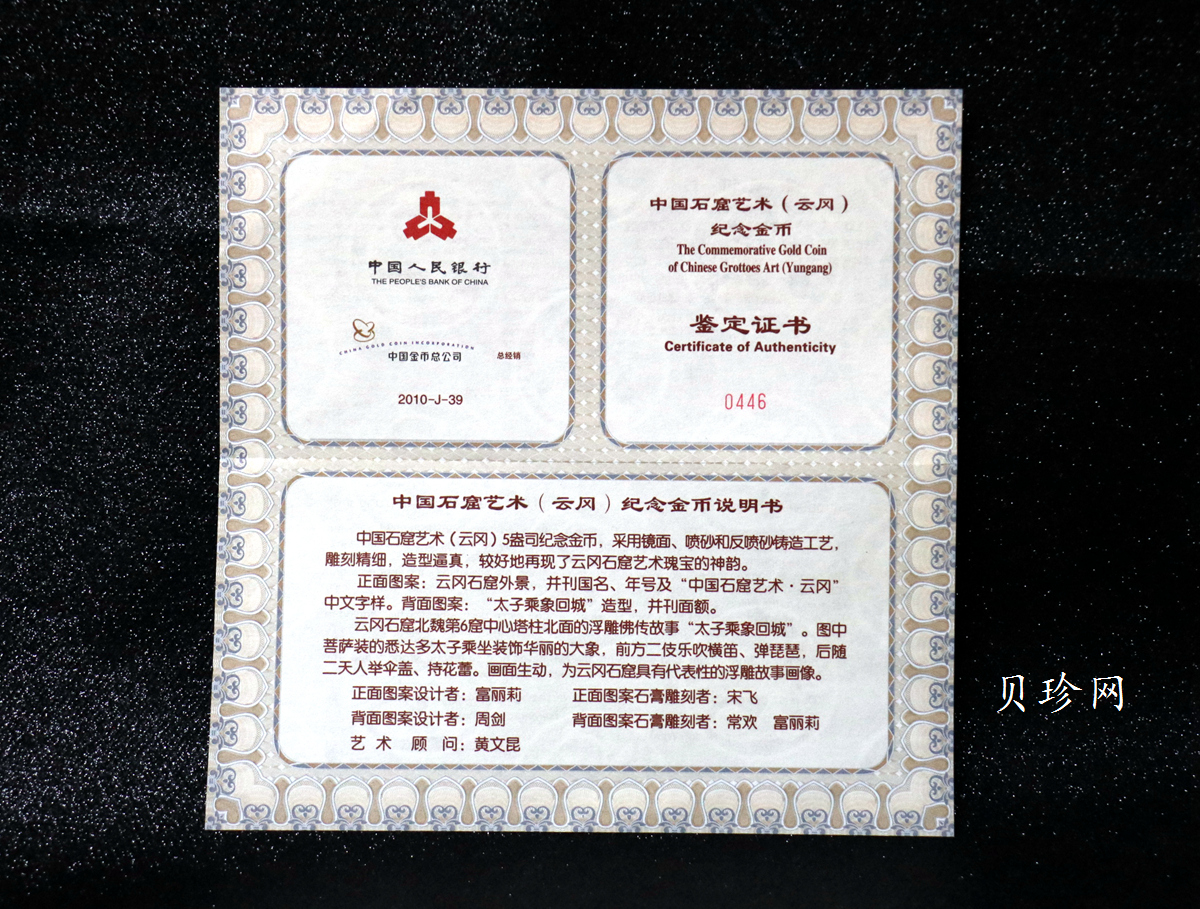 中国人民银行
THE PEOPLE'S BANK OF CHINA
CHINA GOLD COIN INCORPORATION
中国金币总公司 总经销
2010-J-39
中国石窟艺术（云冈）
纪念金币
The Commemorative Gold Coin
of Chinese Grottoes Art (Yungang)
鉴定证书
Certificate of Authenticity
0446
中国石窟艺术（云冈）纪念金币说明书
中国石窟艺术（云冈）5盎司纪念金币，采用镜面、喷砂和反喷砂铸造工艺，
雕刻精细，造型逼真，较好地再现了云冈石窟艺术瑰宝的神韵。
正面图案：云冈石窟外景，并刊国名、年号及“中国石窟艺术·云冈”
中文字样。背面图案：“太子乘象回城”造型，并刊面额。
云冈石窟北魏第6窟中心塔柱北面的浮雕佛传故事“太子乘象回城”。图中
菩萨装的悉达多太子乘坐装饰华丽的大象，前方二伎乐吹横笛、弹琵琶，后随
二天人举伞盖、持花蕾。画面生动，为云冈石窟具有代表性的浮雕故事画像。
正面图案设计者：富丽莉 正面图案石膏雕刻者：宋飞
背面图案设计者：周剑 背面图案石膏雕刻者：常欢 富丽莉
艺术顾问：黄文昆
贝珍网